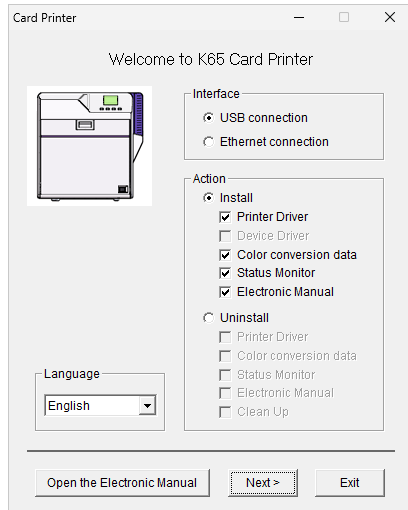 Card Printer
Welcome to K65 Card Printer
Interface
USB connection
Ethernet connection
Action
Install
Printer Driver
Device Driver
Color conversion data
Status Monitor
Electronic Manual
Uninstall
Printer Driver
Color conversion data
Status Monitor
Electronic Manual
Clean Up
Language
English
Open the Electronic Manual
Next >
Exit